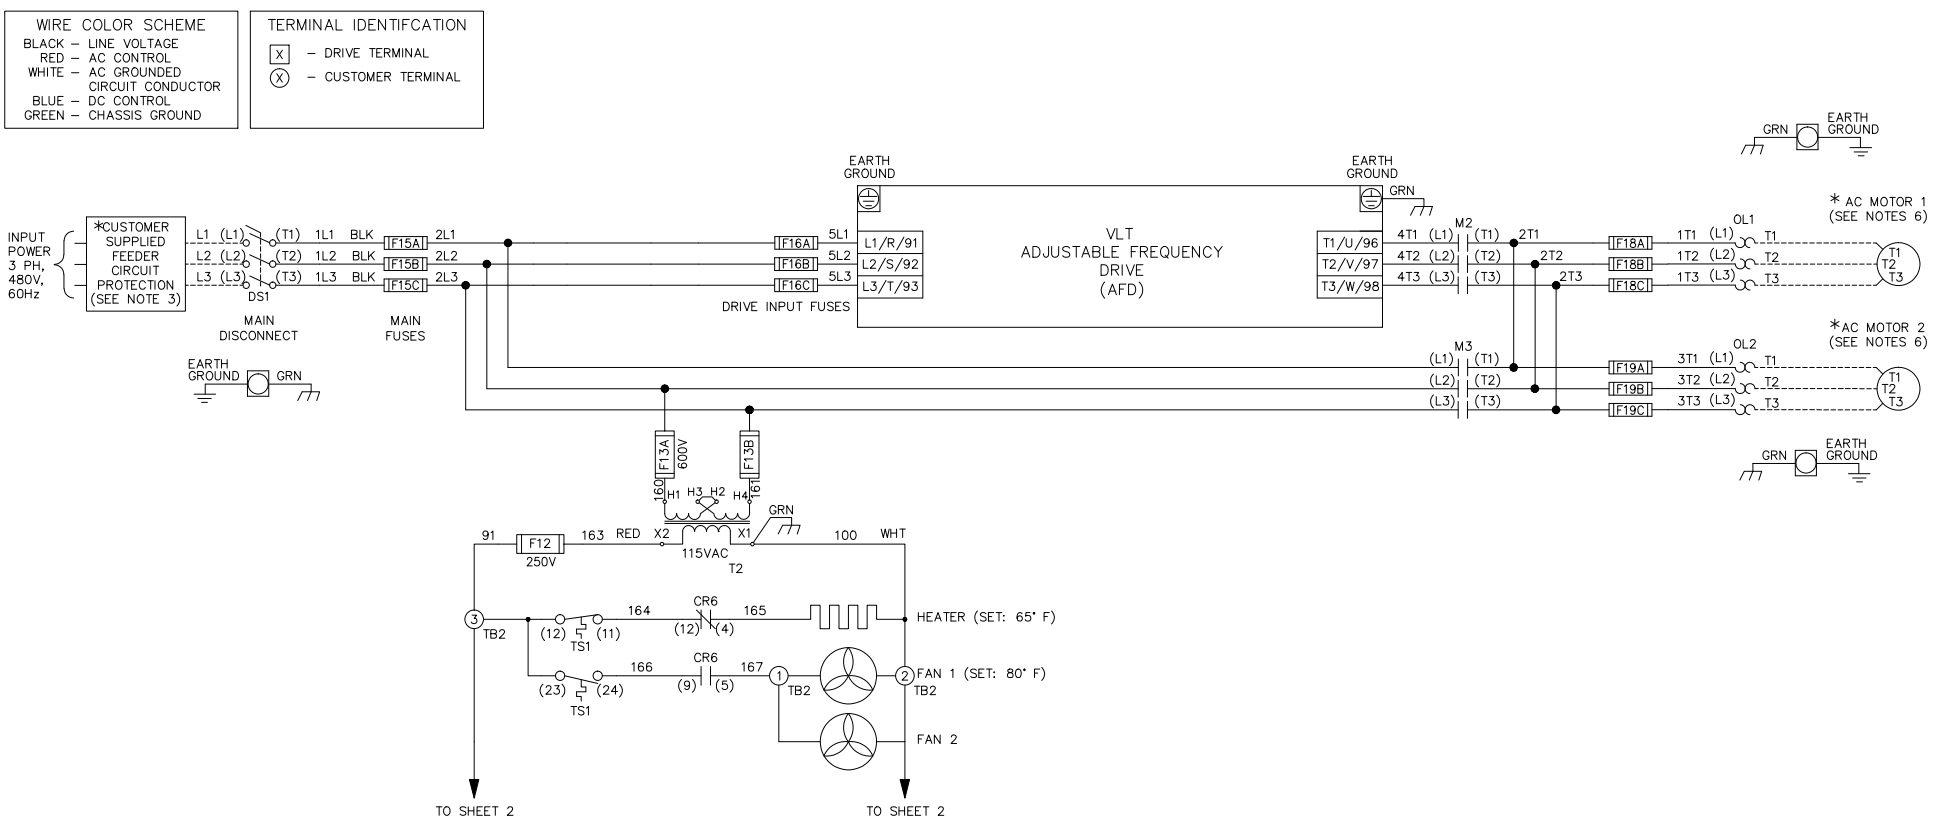 WIRE COLOR SCHEME
BLACK – LINE VOLTAGE
RED – AC CONTROL
WHITE – AC GROUNDED
CIRCUIT CONDUCTOR
BLUE – DC CONTROL
GREEN – CHASSIS GROUND
TERMINAL IDENTIFCATION
X – DRIVE TERMINAL
X – CUSTOMER TERMINAL
GRN
EARTH
GROUND
EARTH
GROUND
EARTH
GROUND
GRN
* AC MOTOR 1
(SEE NOTES 6)
INPUT
POWER
3 PH,
480V,
60Hz
*CUSTOMER
SUPPLIED
FEEDER
CIRCUIT
PROTECTION
(SEE NOTE 3)
L1 (L1) (T1) 1L1 BLK F15A 2L1
L2 (L2) (T2) 1L2 BLK F15B 2L2
L3 (L3) (T3) 1L3 BLK F15C 2L3
DS1
MAIN
DISCONNECT
MAIN
FUSES
F16A 5L1 L1/R/91
F16B 5L2 L2/S/92
F16C 5L3 L3/T/93
DRIVE INPUT FUSES
VLT
ADJUSTABLE FREQUENCY
DRIVE
(AFD)
M2
OL1
T1/U/96 4T1 (L1) (T1) 2T1 F18A 1T1 (L1) T1
T2/V/97 4T2 (L2) (T2) 2T2 F18B 1T2 (L2) T2
T3/W/98 4T3 (L3) (T3) 2T3 F18C 1T3 (L3) T3
T1
T2
T3
* AC MOTOR 2
(SEE NOTES 6)
EARTH
GROUND
GRN
M3
OL2
(L1) (T1) F19A 3T1 (L1) T1
(L2) (T2) F19B 3T2 (L2) T2
(L3) (T3) F19C 3T3 (L3) T3
T1
T2
T3
GRN
EARTH
GROUND
F13A
600V
F13B
160
H1 H3 H2 H4
161
GRN
91 F12 163 RED X2 X1 100 WHT
250V
115VAC
T2
3
TB2
(12) (11)
TS1
164
CR6
(12) (4)
165
HEATER (SET: 65° F)
(23) (24)
TS1
166
CR6
(9) (5)
167
1
TB2
2
TB2
FAN 1 (SET: 80° F)
FAN 2
TO SHEET 2
TO SHEET 2